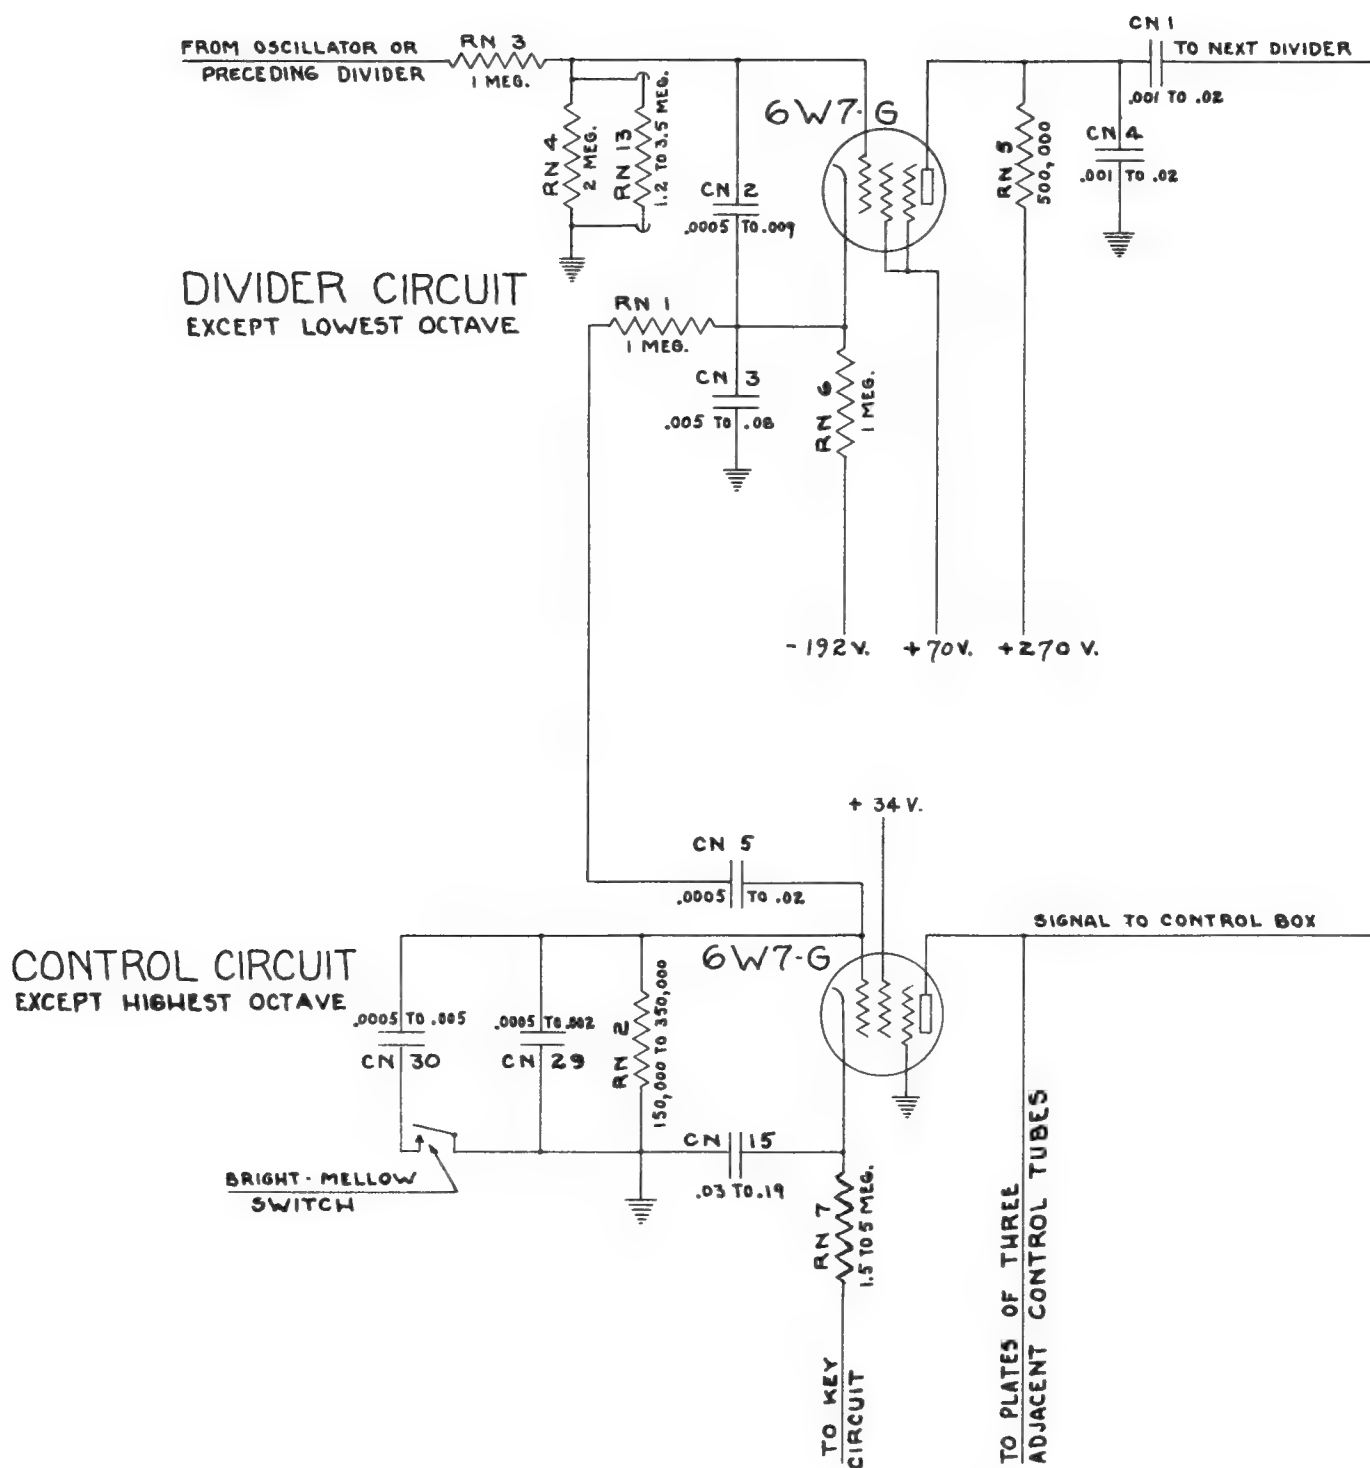 CN 1
RN 3
FROM OSCILLATOR OR
PRECEDING DIVIDER
1 MEG.
TO NEXT DIVIDER
.001 TO .02
6W7-G
RN 4
2 MEG.
RN 13
1.2 TO 3.5 MEG.
CN 2
.0005 TO .009
RN 5
500,000
CN 4
.001 TO .02
DIVIDER CIRCUIT
EXCEPT LOWEST OCTAVE
RN 1
1 MEG.
CN 3
.005 TO .08
RN 6
1 MEG.
-192 V.
+70 V.
+270 V.
+ 34 V.
CN 5
.0005 TO .02
SIGNAL TO CONTROL BOX
CONTROL CIRCUIT
EXCEPT HIGHEST OCTAVE
6W7-G
.0005 TO .005
CN 30
.0005 TO .002
CN 29
RN 2
150,000 TO 350,000
CN 15
.03 TO .19
BRIGHT - MELLOW
SWITCH
RN 7
1.5 TO 5 MEG.
TO KEY
CIRCUIT
TO PLATES OF THREE
ADJACENT CONTROL TUBES